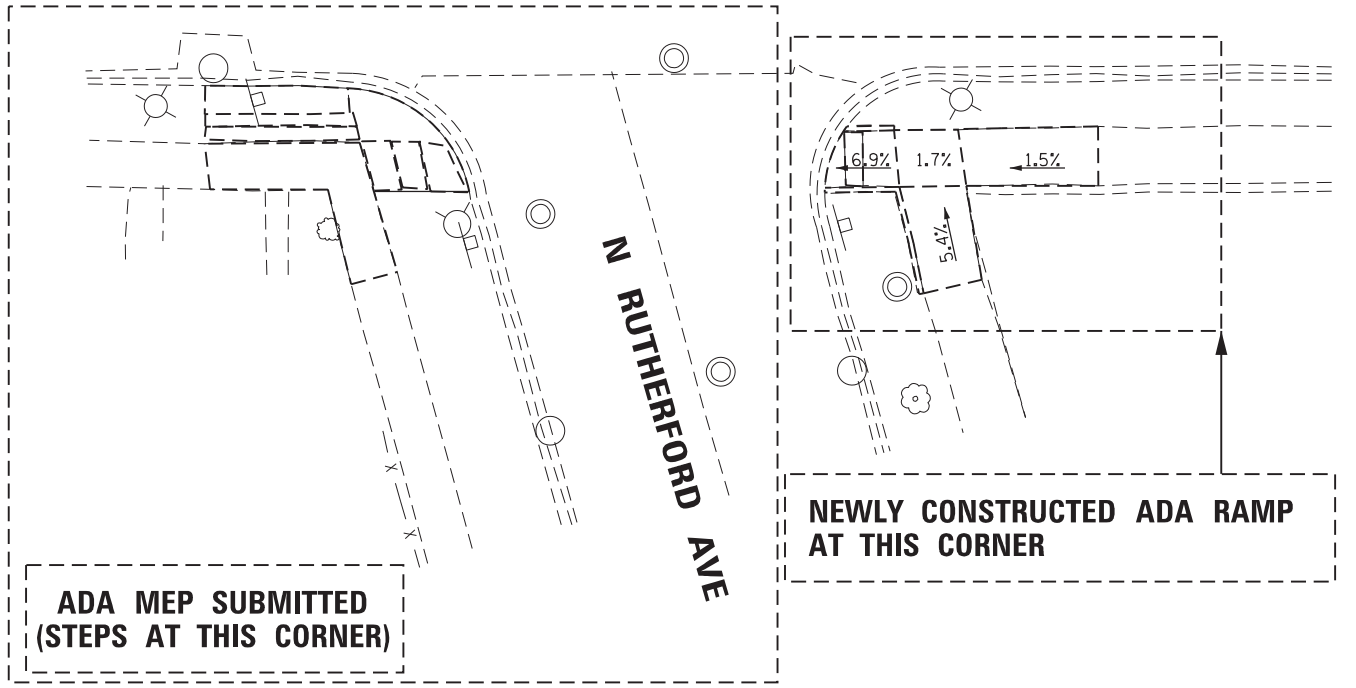 6.9%
1.7%
1.5%
5.4%
N RUTHERFORD AVE
NEWLY CONSTRUCTED ADA RAMP
AT THIS CORNER
ADA MEP SUBMITTED
(STEPS AT THIS CORNER)
X
X